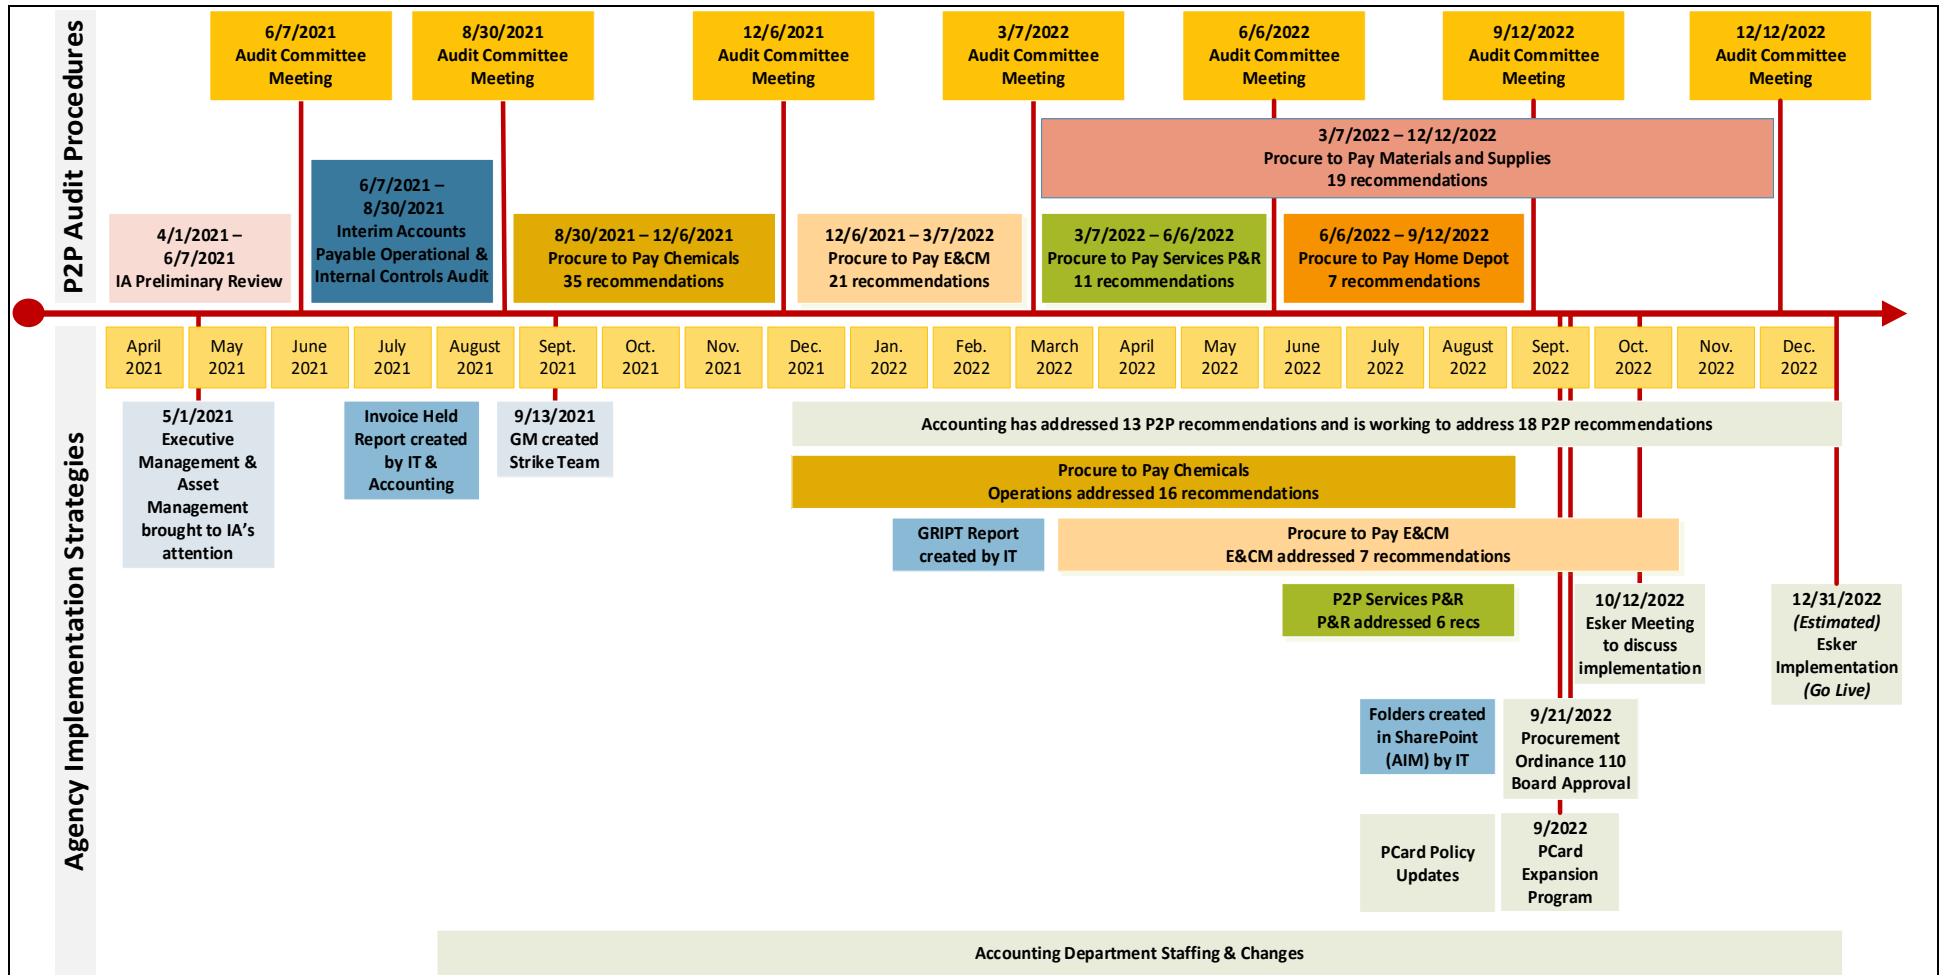 P2P Audit Procedures
6/7/2021
Audit Committee
Meeting
8/30/2021
Audit Committee
Meeting
12/6/2021
Audit Committee
Meeting
3/7/2022
Audit Committee
Meeting
6/6/2022
Audit Committee
Meeting
9/12/2022
Audit Committee
Meeting
12/12/2022
Audit Committee
Meeting
3/7/2022 – 12/12/2022
Procure to Pay Materials and Supplies
19 recommendations
4/1/2021 –
6/7/2021
IA Preliminary Review
6/7/2021 –
8/30/2021
Interim Accounts
Payable Operational &
Internal Controls Audit
8/30/2021 – 12/6/2021
Procure to Pay Chemicals
35 recommendations
12/6/2021 – 3/7/2022
Procure to Pay E&CM
21 recommendations
3/7/2022 – 6/6/2022
Procure to Pay Services P&R
11 recommendations
6/6/2022 – 9/12/2022
Procure to Pay Home Depot
7 recommendations
April
2021
May
2021
June
2021
July
2021
August
2021
Sept.
2021
Oct.
2021
Nov.
2021
Dec.
2021
Jan.
2022
Feb.
2022
March
2022
April
2022
May
2022
June
2022
July
2022
August
2022
Sept.
2022
Oct.
2022
Nov.
2022
Dec.
2022
Agency Implementation Strategies
5/1/2021
Executive
Management &
Asset
Management
brought to IA’s
attention
Invoice Held
Report created
by IT &
Accounting
9/13/2021
GM created
Strike Team
Accounting has addressed 13 P2P recommendations and is working to address 18 P2P recommendations
Procure to Pay Chemicals
Operations addressed 16 recommendations
GRIPT Report
created by IT
Procure to Pay E&CM
E&CM addressed 7 recommendations
P2P Services P&R
P&R addressed 6 recs
10/12/2022
Esker Meeting
to discuss
implementation
12/31/2022
(Estimated)
Esker
Implementation
(Go Live)
Folders created
in SharePoint
(AIM) by IT
9/21/2022
Procurement
Ordinance 110
Board Approval
PCard Policy
Updates
9/2022
PCard
Expansion
Program
Accounting Department Staffing & Changes